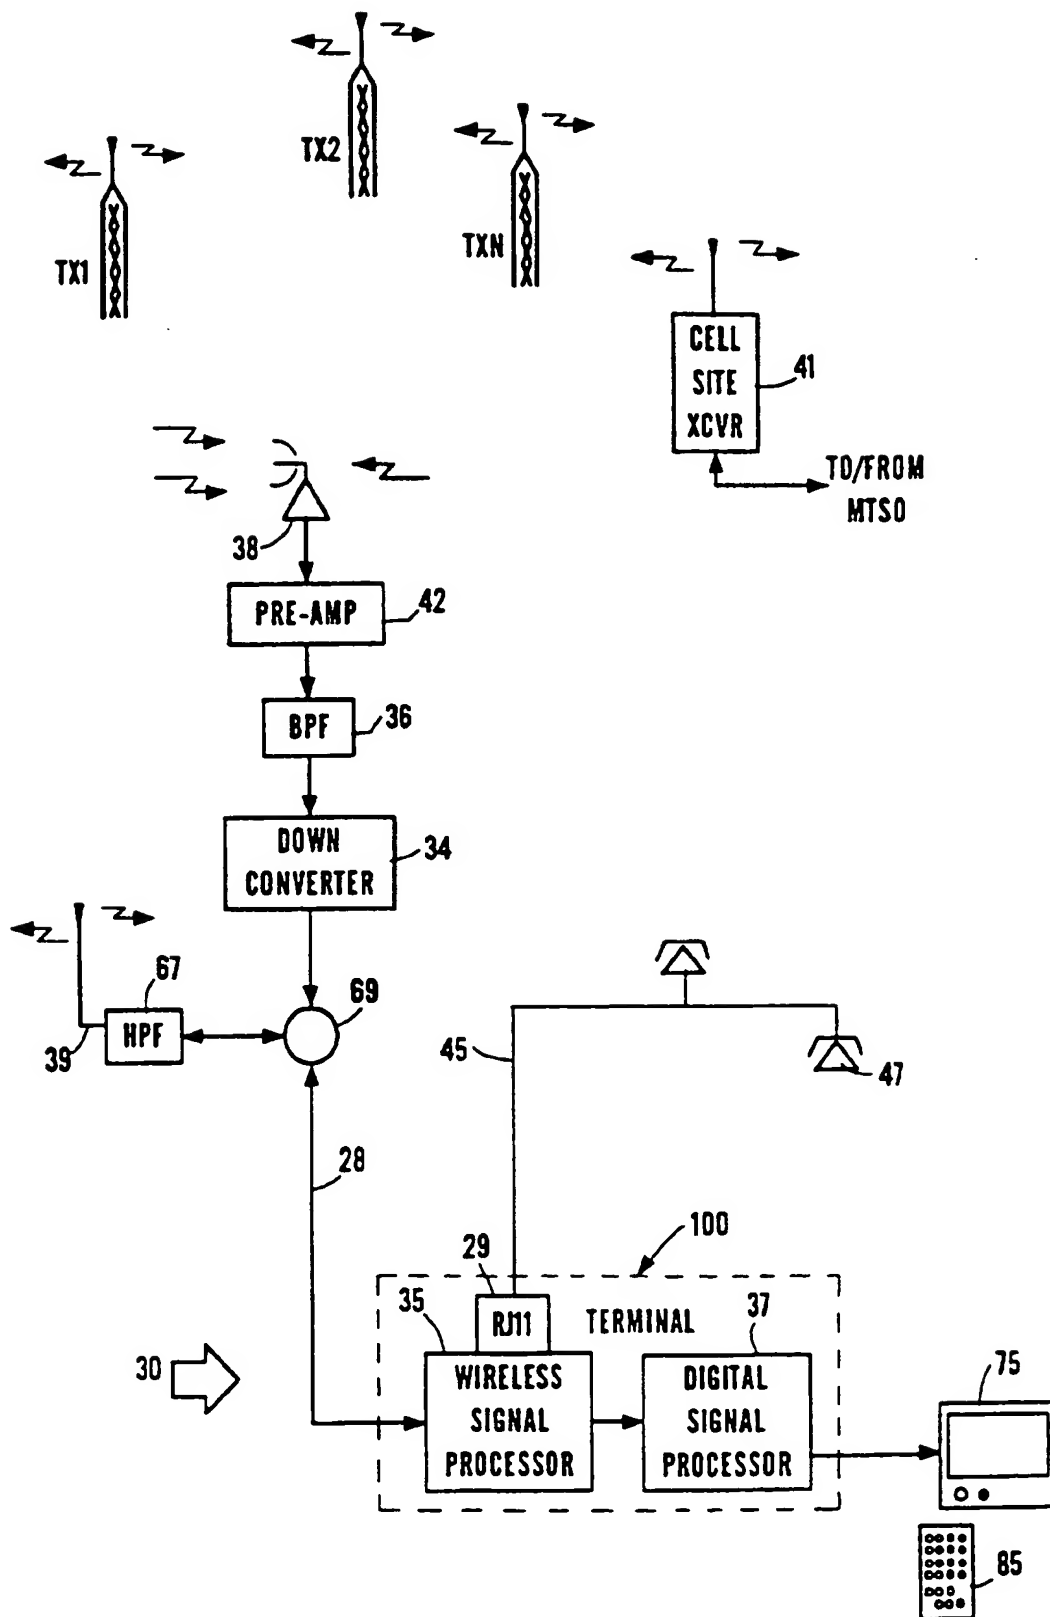 TX2
TX1
TXN
CELL
SITE
XCVR
41
TO/FROM
MTSO
38
PRE-AMP
42
BPF
36
DOWN
CONVERTER
34
67
HPF
39
69
45
47
28
100
29
35
RJ11
TERMINAL
37
30
WIRELESS
SIGNAL
PROCESSOR
DIGITAL
SIGNAL
PROCESSOR
75
85